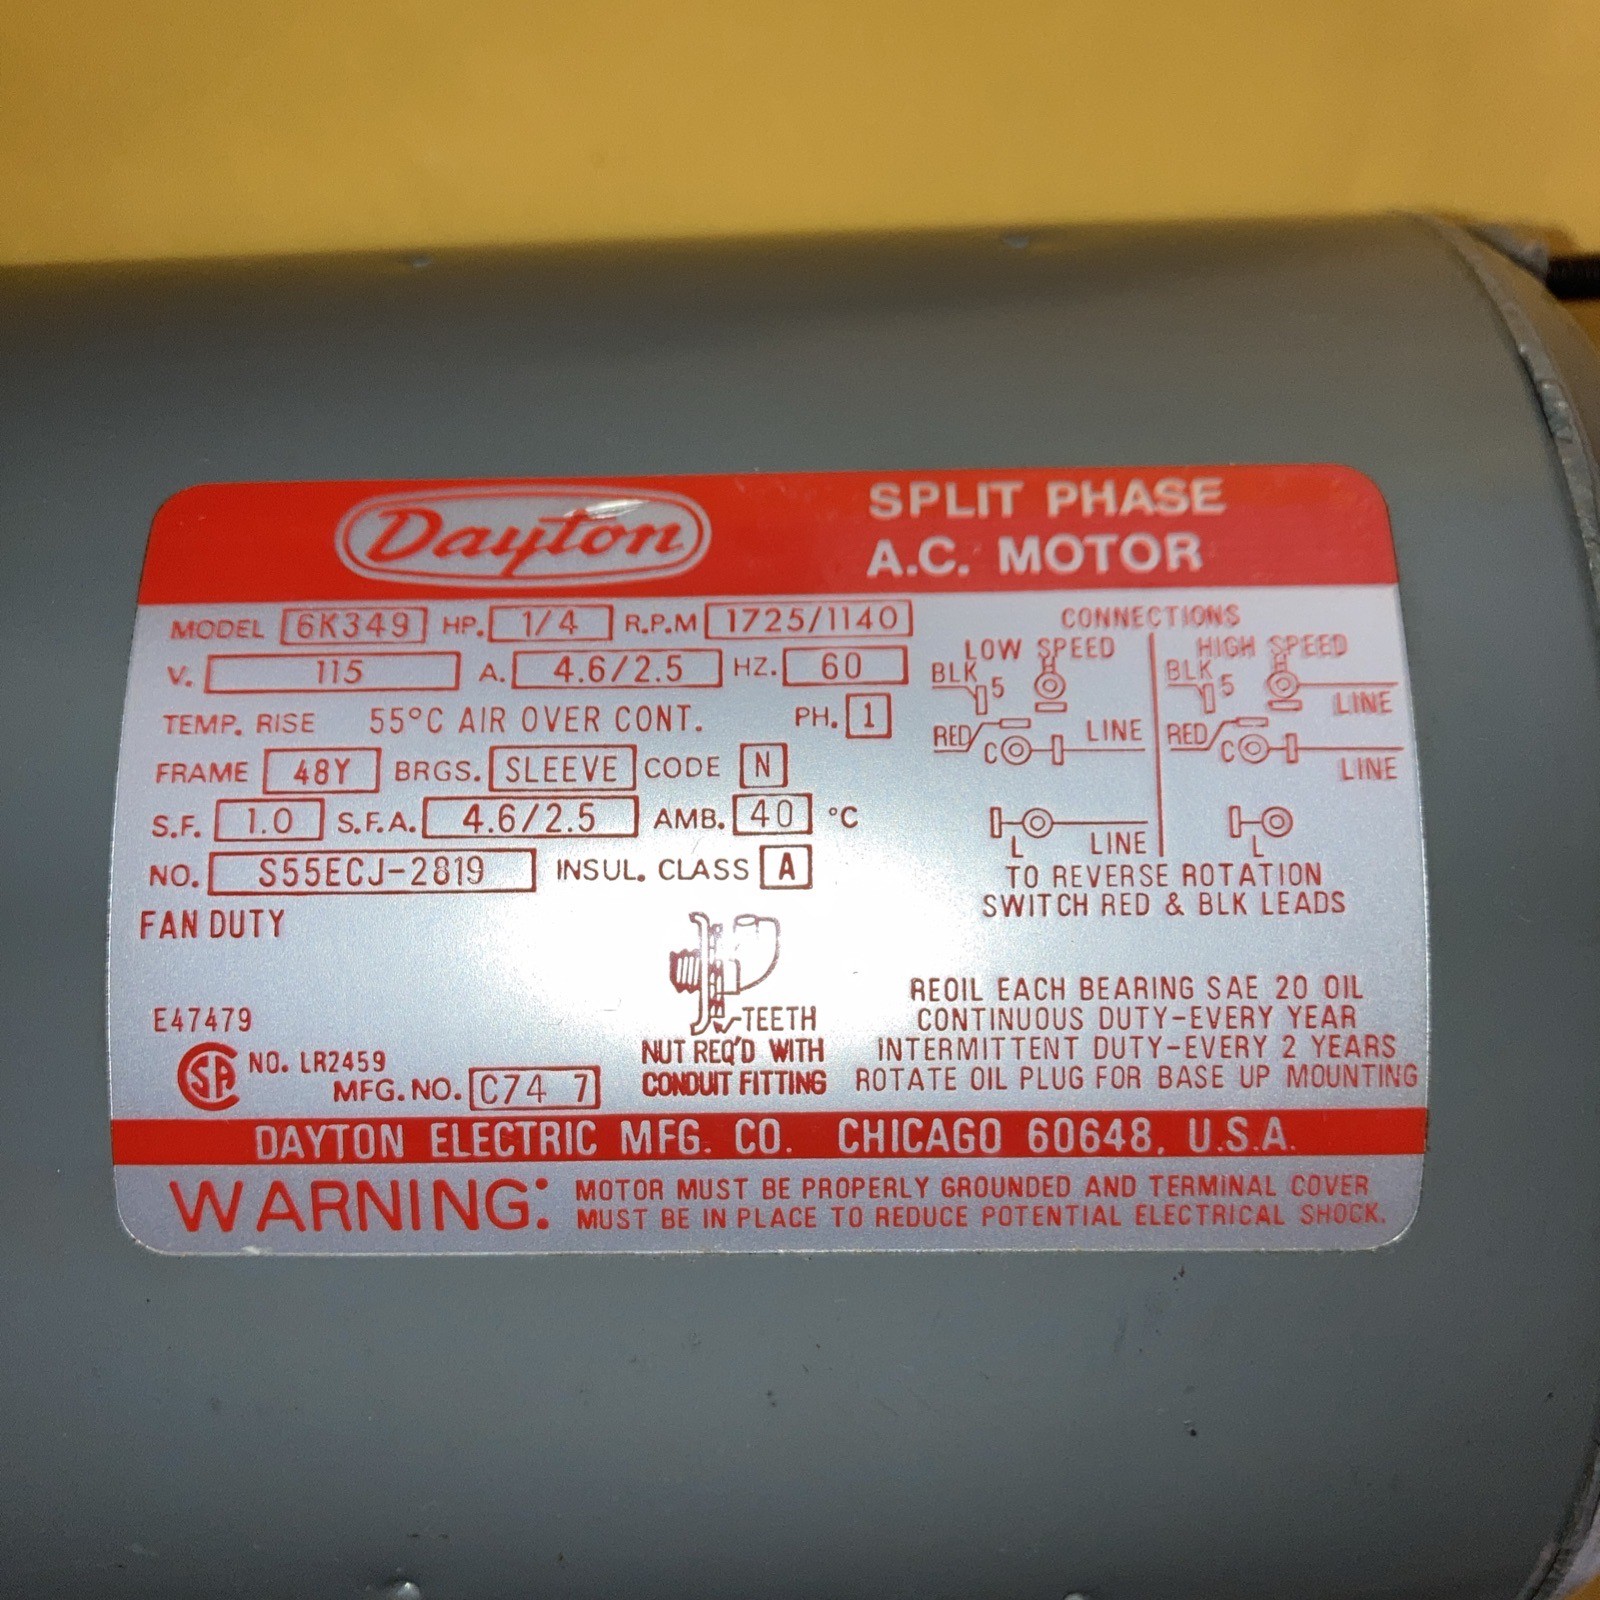 Dayton
SPLIT PHASE
A.C. MOTOR
MODEL 6K349 HP. 1/4 R.P.M 1725/1140
V. 115 A. 4.6/2.5 HZ. 60
TEMP. RISE 55°C AIR OVER CONT. PH. 1
FRAME 48Y BRGS. SLEEVE CODE N
S.F. 1.0 S.F.A. 4.6/2.5 AMB. 40 °C
NO. S55ECJ-2819 INSUL. CLASS A
FAN DUTY
CONNECTIONS
LOW SPEED
BLK 5 H
RED C LINE
L LINE
HIGH SPEED
BLK 5 H LINE
RED C LINE
L
TO REVERSE ROTATION
SWITCH RED & BLK LEADS
TEETH
NUT REQ'D WITH
CONDUIT FITTING
E47479
SA NO. LR2459
MFG. NO. C74 7
REOIL EACH BEARING SAE 20 OIL
CONTINUOUS DUTY-EVERY YEAR
INTERMITTENT DUTY-EVERY 2 YEARS
ROTATE OIL PLUG FOR BASE UP MOUNTING
DAYTON ELECTRIC MFG. CO. CHICAGO 60648, U.S.A.
WARNING: MOTOR MUST BE PROPERLY GROUNDED AND TERMINAL COVER
MUST BE IN PLACE TO REDUCE POTENTIAL ELECTRICAL SHOCK.